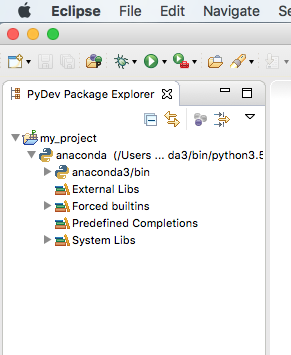 Eclipse File Edit Navigate Se
PyDev Package Explorer
my_project
anaconda (/Users ... da3/bin/python3.5
anaconda3/bin
External Libs
Forced builtins
Predefined Completions
System Libs